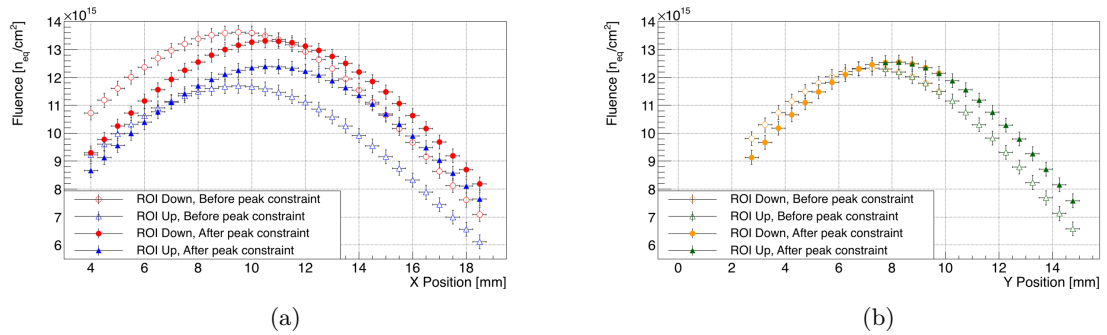 ×10¹⁵
Fluence [n_eq/cm²]
14
13
12
11
10
9
8
7
6
ROI Down, Before peak constraint
ROI Up, Before peak constraint
ROI Down, After peak constraint
ROI Up, After peak constraint
4 6 8 10 12 14 16 18
X Position [mm]
(a)
×10¹⁵
Fluence [n_eq/cm²]
14
13
12
11
10
9
8
7
6
ROI Down, Before peak constraint
ROI Up, Before peak constraint
ROI Down, After peak constraint
ROI Up, After peak constraint
0 2 4 6 8 10 12 14
Y Position [mm]
(b)